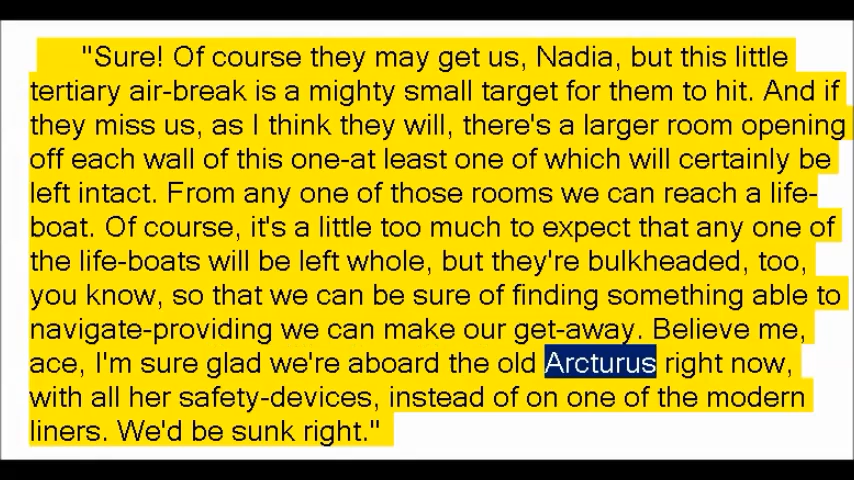 "Sure! Of course they may get us, Nadia, but this little
tertiary air-break is a mighty small target for them to hit. And if
they miss us, as I think they will, there's a larger room opening
off each wall of this one-at least one of which will certainly be
left intact. From any one of those rooms we can reach a life-
boat. Of course, it's a little too much to expect that any one of
the life-boats will be left whole, but they're bulkheaded, too,
you know, so that we can be sure of finding something able to
navigate-providing we can make our get-away. Believe me,
ace, I'm sure glad we're aboard the old Arcturus right now,
with all her safety-devices, instead of on one of the modern
liners. We'd be sunk right."